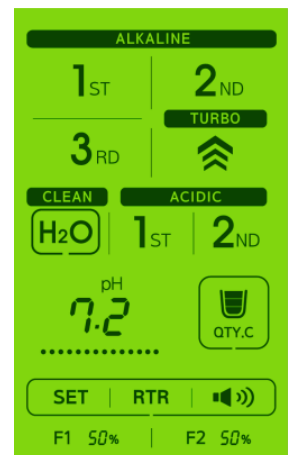 ALKALINE
1ST 2ND
TURBO
3RD
CLEAN ACIDIC
H2O 1ST 2ND
pH
7.2
QTY.C
SET RTR
F1 50% F2 50%